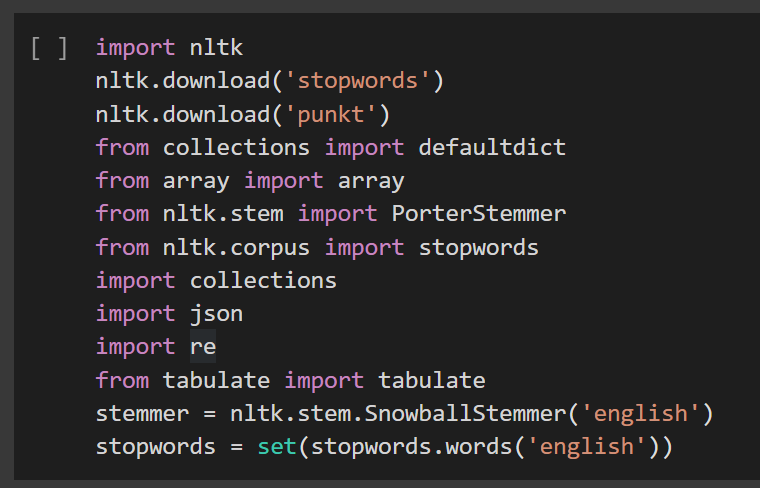 [ ] import nltk
nltk.download('stopwords')
nltk.download('punkt')
from collections import defaultdict
from array import array
from nltk.stem import PorterStemmer
from nltk.corpus import stopwords
import collections
import json
import re
from tabulate import tabulate
stemmer = nltk.stem.SnowballStemmer('english')
stopwords = set(stopwords.words('english'))